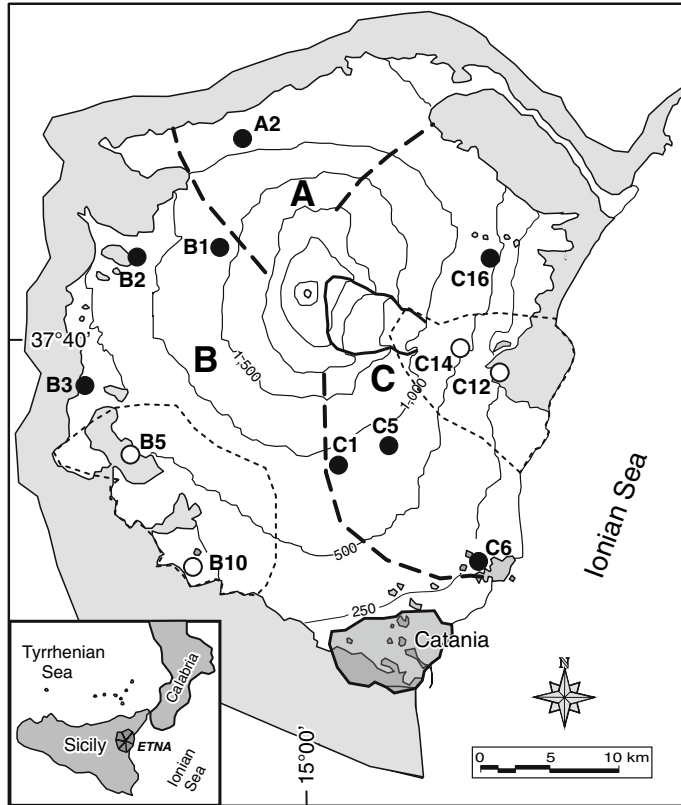 A2
A
B1
B2
C16
37°40'
C14
B
1,500
C
C12
1,000
B3
C5
B5
C1
Ionian Sea
500
C6
B10
250
Catania
Tyrrhenian
Sea
Calabria
N
Sicily
ETNA
Ionian
Sea
15°00'
0 5 10 km